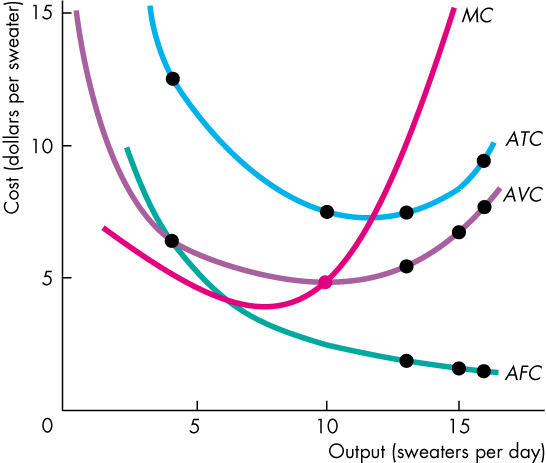 Cost (dollars per sweater)
15
10
5
0
5
10
15
Output (sweaters per day)
MC
ATC
AVC
AFC